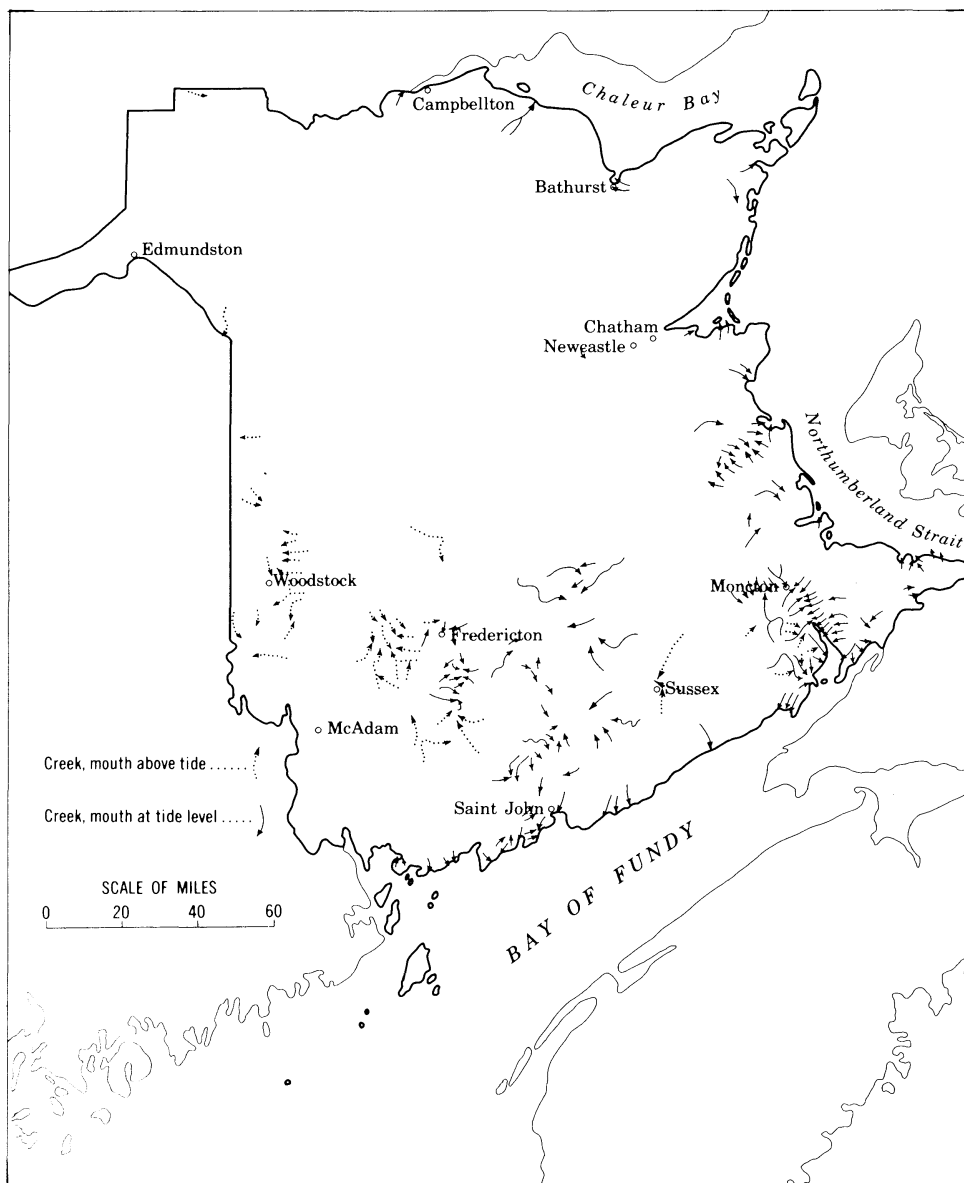 Campbellton
Chaleur Bay
Bathurst
Edmundston
Chatham
Newcastle
Northumberland Strait
Woodstock
Moncton
Fredericton
Sussex
McAdam
Creek, mouth above tide ......
Creek, mouth at tide level .....
Saint John
BAY OF FUNDY
SCALE OF MILES
0 20 40 60